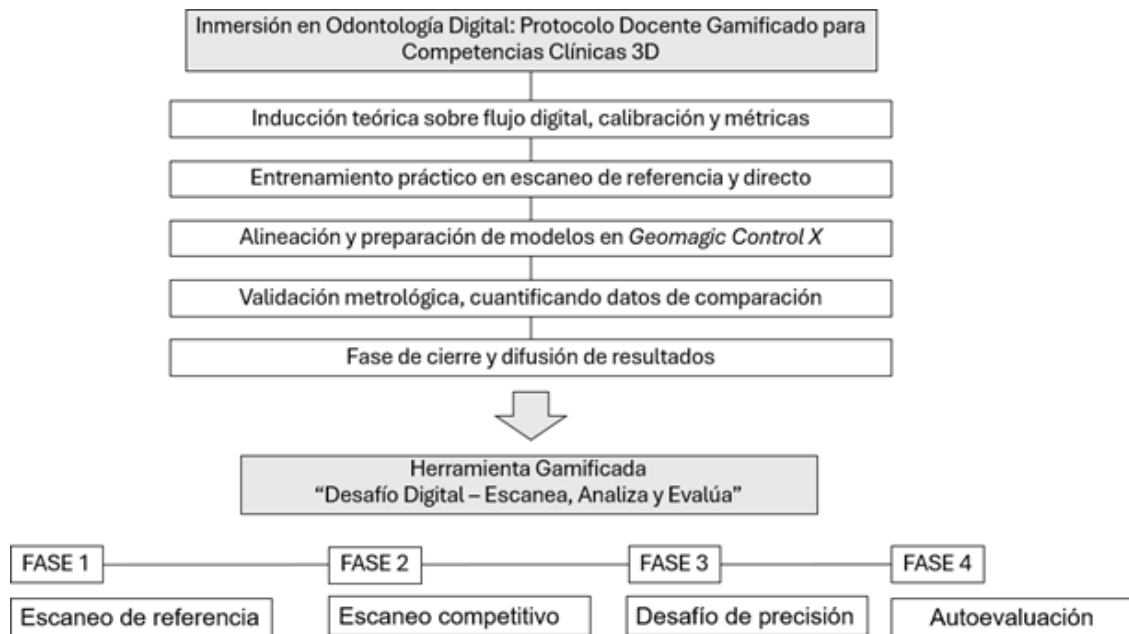 Inmersión en Odontología Digital: Protocolo Docente Gamificado para
Competencias Clínicas 3D
Inducción teórica sobre flujo digital, calibración y métricas
Entrenamiento práctico en escaneo de referencia y directo
Alineación y preparación de modelos en Geomagic Control X
Validación metrológica, cuantificando datos de comparación
Fase de cierre y difusión de resultados
Herramienta Gamificada
“Desafío Digital – Escanea, Analiza y Evalúa”
FASE 1
FASE 2
FASE 3
FASE 4
Escaneo de referencia
Escaneo competitivo
Desafío de precisión
Autoevaluación